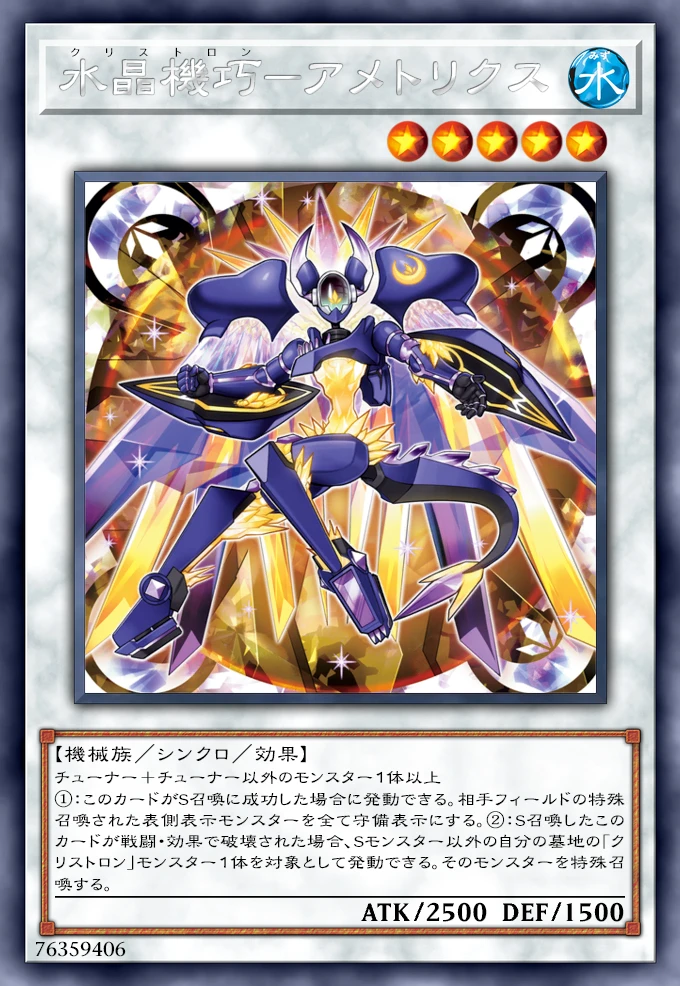 クリストロン
水晶機巧－アメトリクス
みず
水
【機械族／シンクロ／効果】
チューナー＋チューナー以外のモンスター１体以上
①：このカードがS召喚に成功した場合に発動できる。相手フィールドの特殊
召喚された表側表示モンスターを全て守備表示にする。②：S召喚したこの
カードが戦闘・効果で破壊された場合、Sモンスター以外の自分の墓地の「ク
リストロン」モンスター１体を対象として発動できる。そのモンスターを特殊召
喚する。
ATK/2500 DEF/1500
76359406